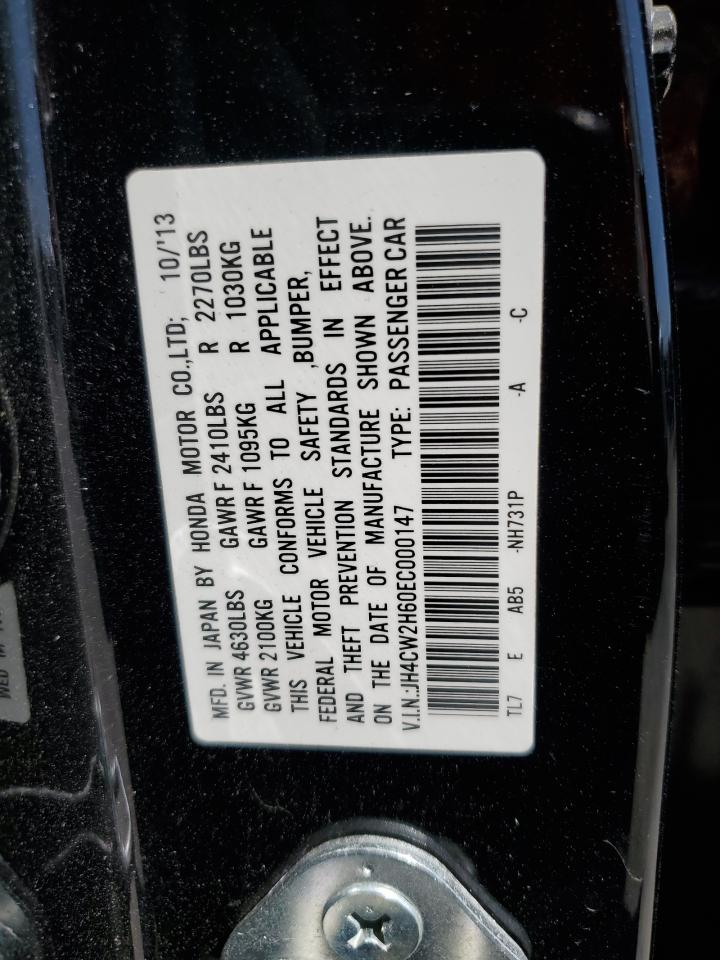 MFD. IN JAPAN BY HONDA MOTOR CO.,LTD; 10/'13
GVWR 4630LBS GAWR F 2410LBS R 2270LBS
GVWR 2100KG GAWR F 1095KG R 1030KG
THIS VEHICLE CONFORMS TO ALL APPLICABLE
FEDERAL MOTOR VEHICLE SAFETY ,BUMPER,
AND THEFT PREVENTION STANDARDS IN EFFECT
ON THE DATE OF MANUFACTURE SHOWN ABOVE.
V.I.N.:JH4CW2H60EC000147 TYPE: PASSENGER CAR
TL7 E AB5 -NH731P -A -C